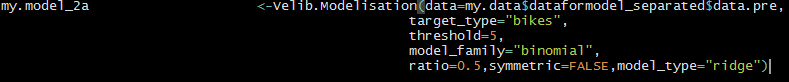 my.model_2a <-Velib.Modelisation(data=my.data$dataformodel_separated$data.pre,
target_type="bikes",
threshold=5,
model_family="binomial",
ratio=0.5,symmetric=FALSE,model_type="ridge")